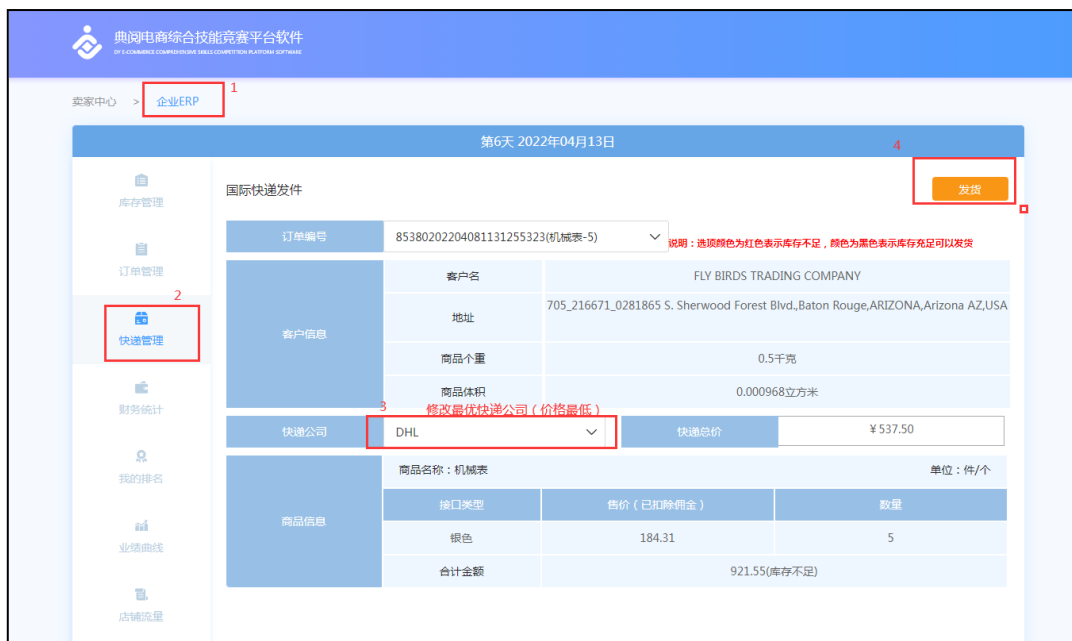 典阅电商综合技能竞赛平台软件
DY E-COMMERCE COMPREHENSIVE SKILLS COMPETITION PLATFORM SOFTWARE
卖家中心 > 企业ERP 1
第6天 2022年04月13日
4
国际快递发件 发货
库存管理
订单编号 85380202204081131255323(机械表-5) 说明：选项颜色为红色表示库存不足，颜色为黑色表示库存充足可以发货
订单管理
客户信息
客户名 FLY BIRDS TRADING COMPANY
2
地址 705_216671_0281865 S. Sherwood Forest Blvd.,Baton Rouge,ARIZONA,Arizona AZ,USA
快递管理
商品个重 0.5千克
商品体积 0.000968立方米
财务统计
3 修改最优快递公司（价格最低）
快递公司 DHL 快递总价 ¥537.50
我的排名
商品信息
商品名称：机械表 单位：件/个
接口类型 售价（已扣除佣金） 数量
银色 184.31 5
业绩曲线
合计金额 921.55(库存不足)
店铺流量